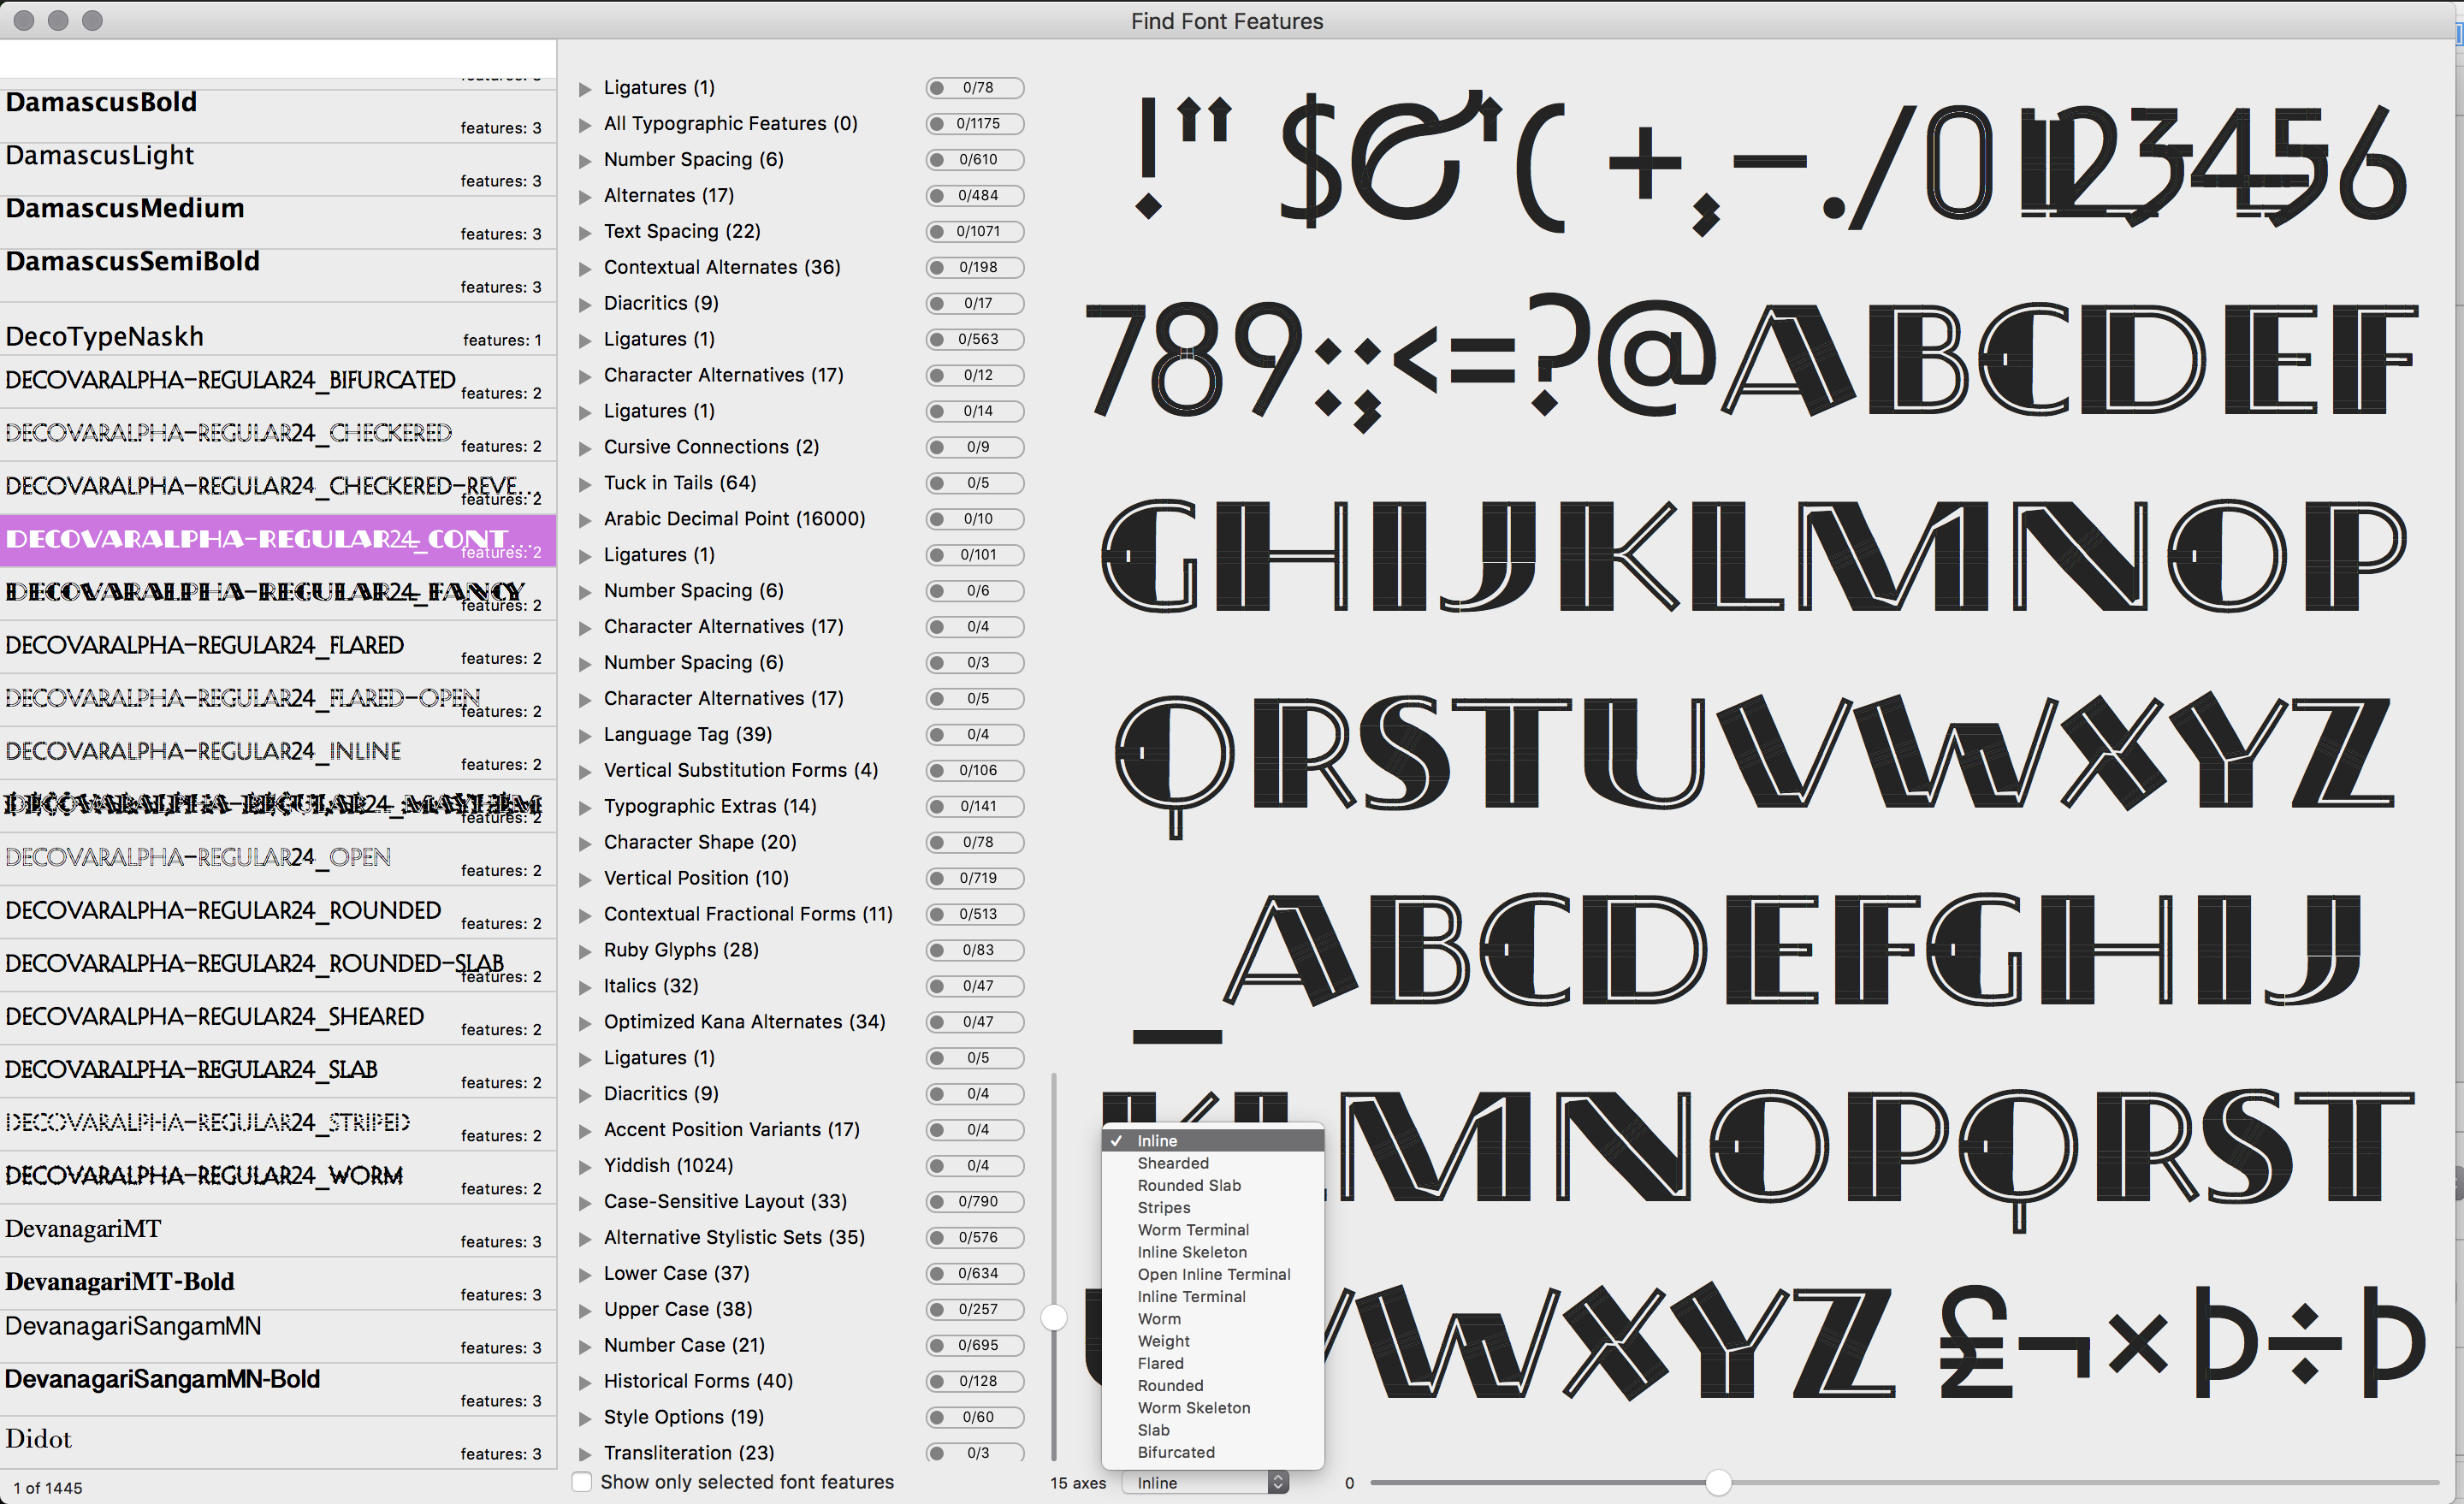 Find Font Features
DamascusBold
features: 3
DamascusLight
features: 3
DamascusMedium
features: 3
DamascusSemiBold
features: 3
DecoTypeNaskh
features: 1
DECOVARALPHA-REGULAR24_BIFURCATED
features: 2
DECOVARALPHA-REGULAR24_CHECKERED
features: 2
DECOVARALPHA-REGULAR24_CHECKERED-REVE...
features: 2
DECOVARALPHA-REGULAR24_CONT...
features: 2
DECOVARALPHA-REGULAR24_FANCY
features: 2
DECOVARALPHA-REGULAR24_FLARED
features: 2
DECOVARALPHA-REGULAR24_FLARED-OPEN
features: 2
DECOVARALPHA-REGULAR24_INLINE
features: 2
DECOVARALPHA-REGULAR24_MAYHEM
features: 2
DECOVARALPHA-REGULAR24_OPEN
features: 2
DECOVARALPHA-REGULAR24_ROUNDED
features: 2
DECOVARALPHA-REGULAR24_ROUNDED-SLAB
features: 2
DECOVARALPHA-REGULAR24_SHEARED
features: 2
DECOVARALPHA-REGULAR24_SLAB
features: 2
DECOVARALPHA-REGULAR24_STRIPED
features: 2
DECOVARALPHA-REGULAR24_WORM
features: 2
DevanagariMT
features: 3
DevanagariMT-Bold
features: 3
DevanagariSangamMN
features: 3
DevanagariSangamMN-Bold
features: 3
Didot
features: 3
1 of 1445
Ligatures (1) 0/78
All Typographic Features (0) 0/1175
Number Spacing (6) 0/610
Alternates (17) 0/484
Text Spacing (22) 0/1071
Contextual Alternates (36) 0/198
Diacritics (9) 0/17
Ligatures (1) 0/563
Character Alternatives (17) 0/12
Ligatures (1) 0/14
Cursive Connections (2) 0/9
Tuck in Tails (64) 0/5
Arabic Decimal Point (16000) 0/10
Ligatures (1) 0/101
Number Spacing (6) 0/6
Character Alternatives (17) 0/4
Number Spacing (6) 0/3
Character Alternatives (17) 0/5
Language Tag (39) 0/4
Vertical Substitution Forms (4) 0/106
Typographic Extras (14) 0/141
Character Shape (20) 0/78
Vertical Position (10) 0/719
Contextual Fractional Forms (11) 0/513
Ruby Glyphs (28) 0/83
Italics (32) 0/47
Optimized Kana Alternates (34) 0/47
Ligatures (1) 0/5
Diacritics (9) 0/4
Accent Position Variants (17) 0/4
Yiddish (1024) 0/4
Case-Sensitive Layout (33) 0/790
Alternative Stylistic Sets (35) 0/576
Lower Case (37) 0/634
Upper Case (38) 0/257
Number Case (21) 0/695
Historical Forms (40) 0/128
Style Options (19) 0/60
Transliteration (23) 0/3
Show only selected font features
!" $&'( +,-./0123456
789:;<=>?@ABCDEF
GHIJKLMNOP
QRSTUVWXYZ
_ABCDEFGHIJ
KLMNOPQRST
WXYZ £¬×Þ÷þ
Inline
Shearded
Rounded Slab
Stripes
Worm Terminal
Inline Skeleton
Open Inline Terminal
Inline Terminal
Worm
Weight
Flared
Rounded
Worm Skeleton
Slab
Bifurcated
15 axes Inline 0